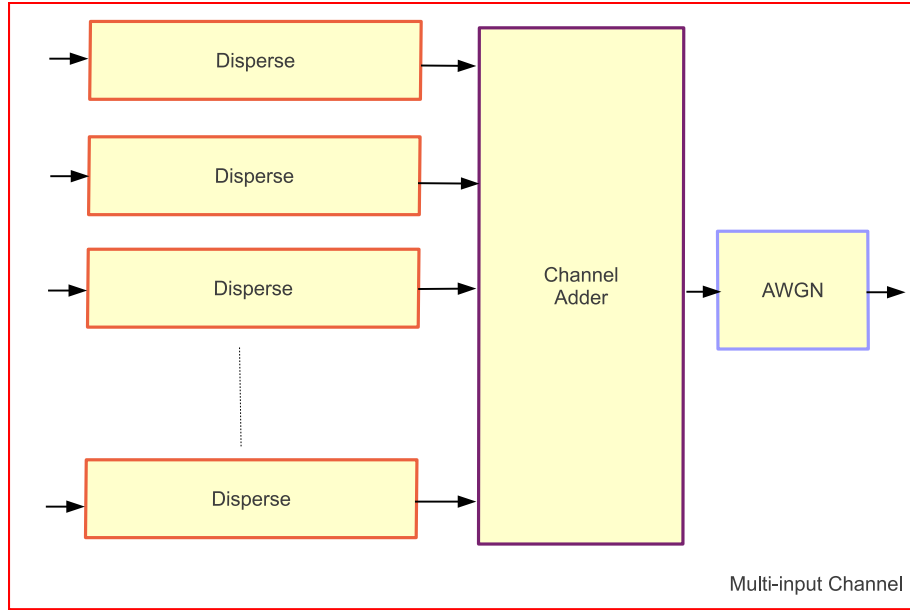 Disperse
Disperse
Disperse
Channel
Adder
AWGN
Disperse
Multi-input Channel